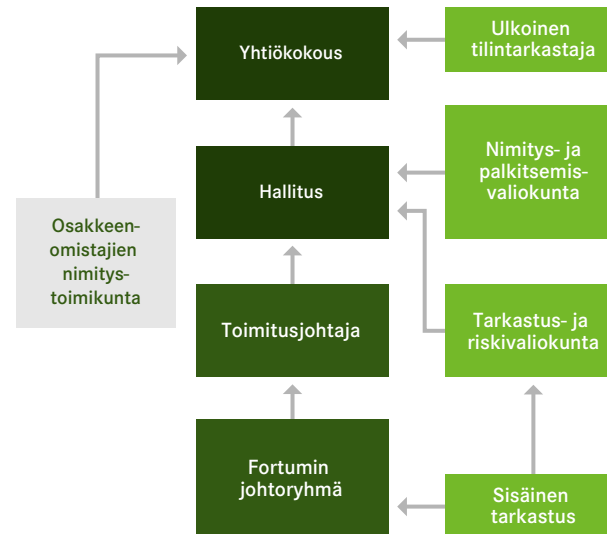 Yhtiökokous
Ulkoinen
tilintarkastaja
Hallitus
Nimitys- ja
palkitsemis-
valiokunta
Osakkeen-
omistajien
nimitys-
toimikunta
Toimitusjohtaja
Tarkastus- ja
riskivaliokunta
Fortumin
johtoryhmä
Sisäinen
tarkastus